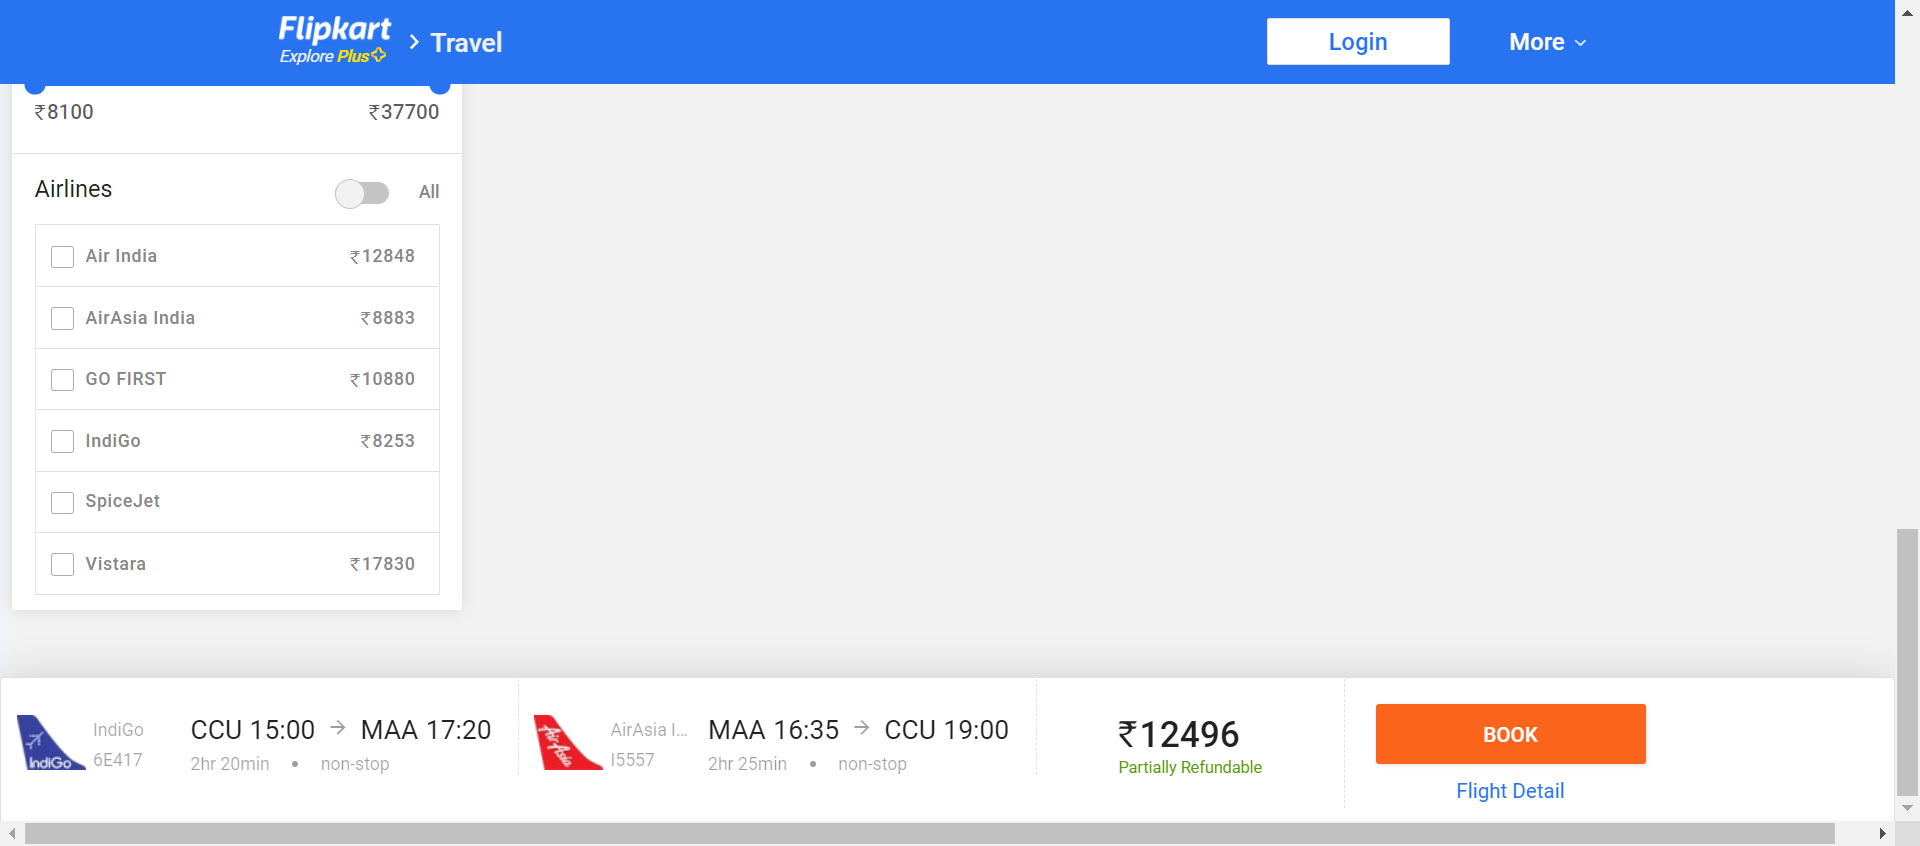 Flipkart
Explore Plus
Travel
Login
More
₹8100
₹37700
Airlines
All
Air India
₹12848
AirAsia India
₹8883
GO FIRST
₹10880
IndiGo
₹8253
SpiceJet
Vistara
₹17830
IndiGo
IndiGo
6E417
CCU 15:00 → MAA 17:20
2hr 20min • non-stop
AirAsia
AirAsia I...
I5557
MAA 16:35 → CCU 19:00
2hr 25min • non-stop
₹12496
Partially Refundable
BOOK
Flight Detail